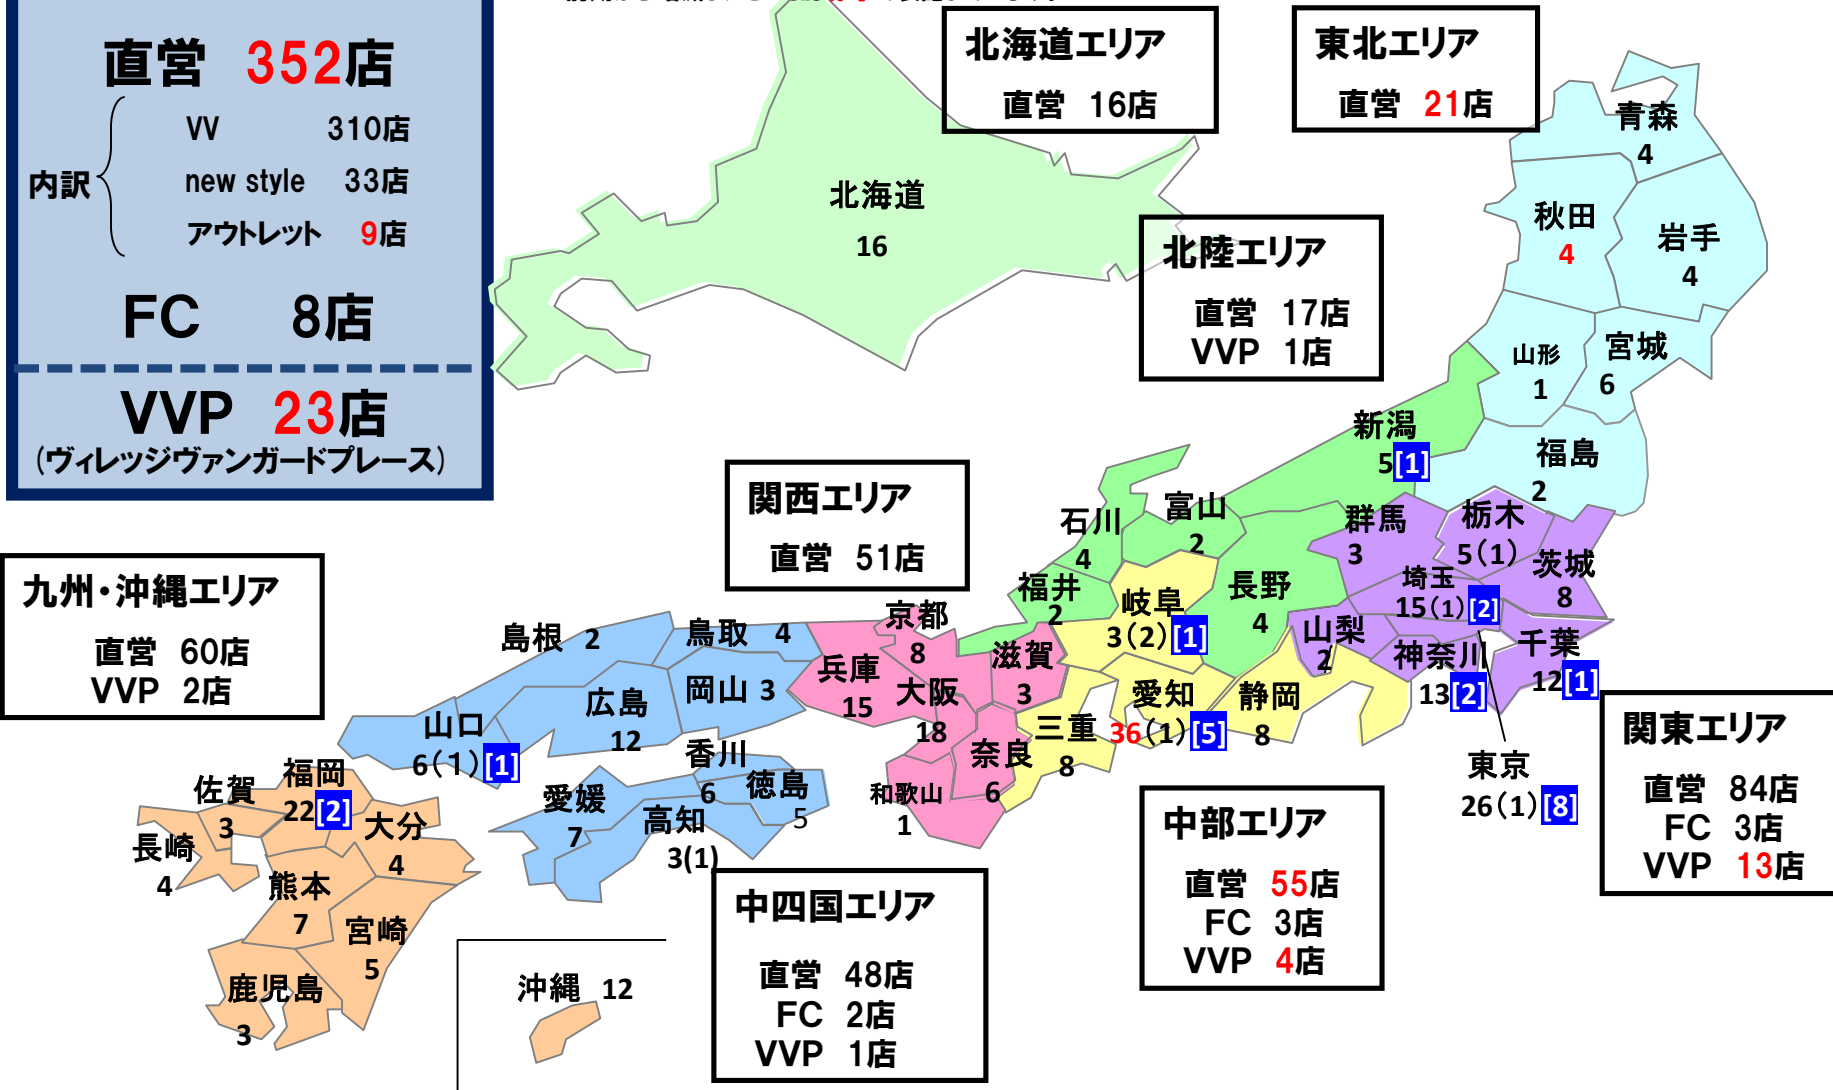 直営 352店
内訳
VV 310店
new style 33店
アウトレット 9店
FC 8店
VVP 23店
(ヴィレッジヴァンガードプレース)
北海道エリア
直営 16店
東北エリア
直営 21店
北陸エリア
直営 17店
VVP 1店
関西エリア
直営 51店
九州・沖縄エリア
直営 60店
VVP 2店
中四国エリア
直営 48店
FC 2店
VVP 1店
中部エリア
直営 55店
FC 3店
VVP 4店
関東エリア
直営 84店
FC 3店
VVP 13店
北海道
16
青森
4
秋田
4
岩手
4
山形
1
宮城
6
福島
2
新潟
5[1]
富山
2
石川
4
福井
2
長野
4
群馬
3
栃木
5(1)
茨城
8
埼玉
15(1)[2]
千葉
12[1]
東京
26(1)[8]
神奈川
13[2]
山梨
2
岐阜
3(2)[1]
静岡
8
愛知
36(1)[5]
三重
8
滋賀
3
京都
8
兵庫
15
大阪
18
奈良
6
和歌山
1
鳥取 4
島根 2
岡山 3
広島
12
山口
6(1)[1]
香川
6
徳島
5
愛媛
7
高知
3(1)
福岡
22[2]
佐賀
3
長崎
4
大分
4
熊本
7
宮崎
5
鹿児島
3
沖縄 12